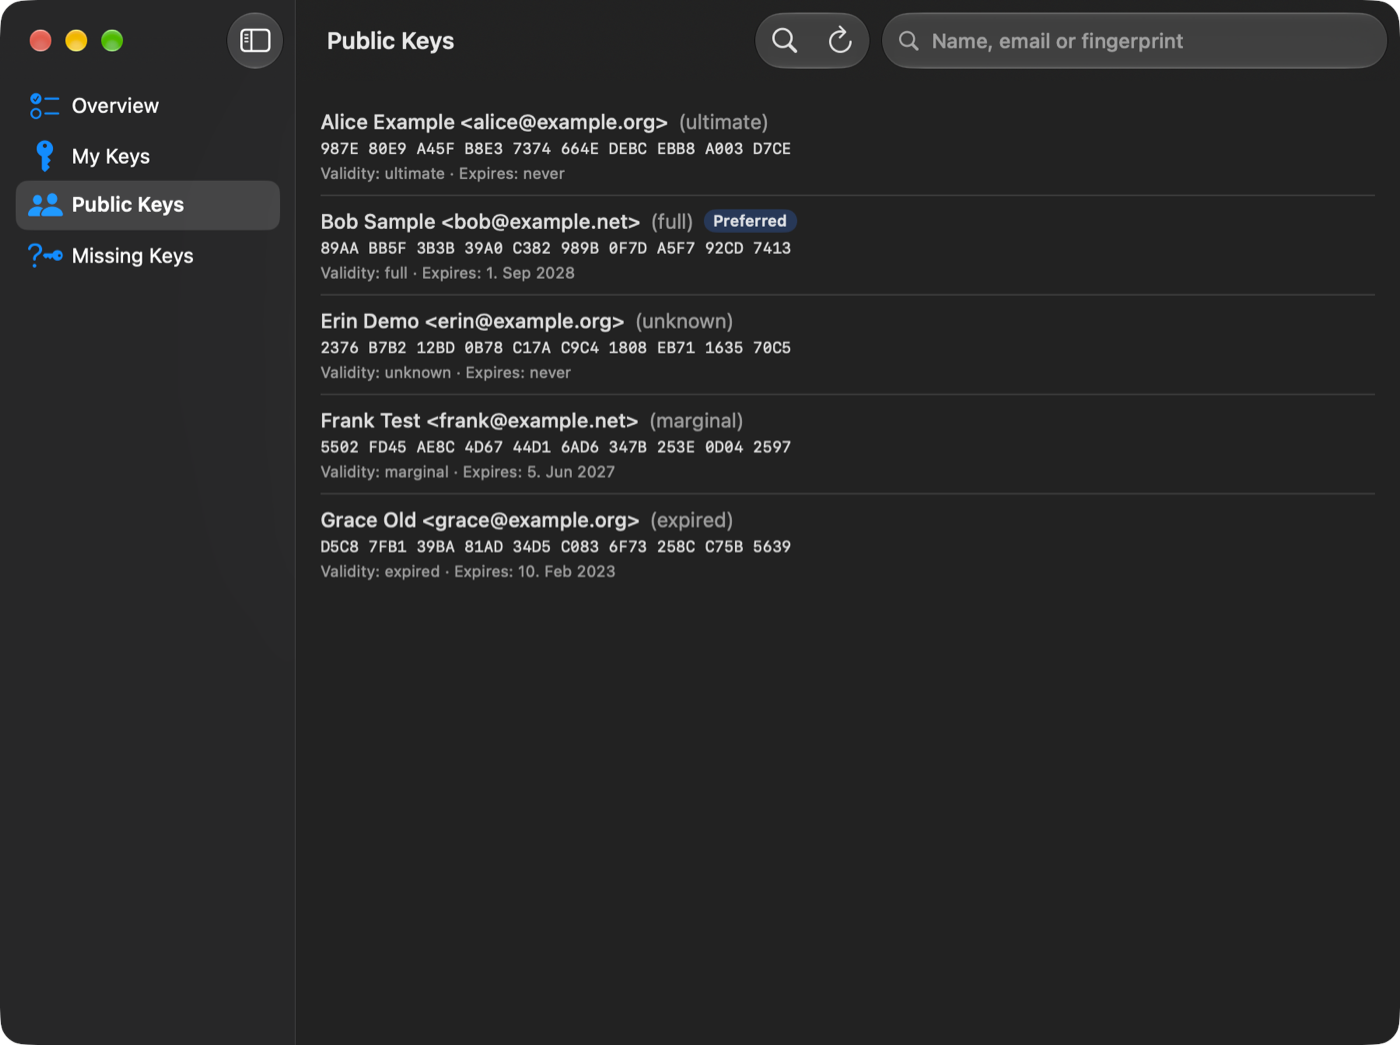 Public Keys
Name, email or fingerprint
Overview
My Keys
Public Keys
Missing Keys
Alice Example <alice@example.org> (ultimate)
987E 80E9 A45F B8E3 7374 664E DEBC EBB8 A003 D7CE
Validity: ultimate · Expires: never
Bob Sample <bob@example.net> (full) Preferred
89AA BB5F 3B3B 39A0 C382 989B 0F7D A5F7 92CD 7413
Validity: full · Expires: 1. Sep 2028
Erin Demo <erin@example.org> (unknown)
2376 B7B2 12BD 0B78 C17A C9C4 1808 EB71 1635 70C5
Validity: unknown · Expires: never
Frank Test <frank@example.net> (marginal)
5502 FD45 AE8C 4D67 44D1 6AD6 347B 253E 0D04 2597
Validity: marginal · Expires: 5. Jun 2027
Grace Old <grace@example.org> (expired)
D5C8 7FB1 39BA 81AD 34D5 C083 6F73 258C C75B 5639
Validity: expired · Expires: 10. Feb 2023